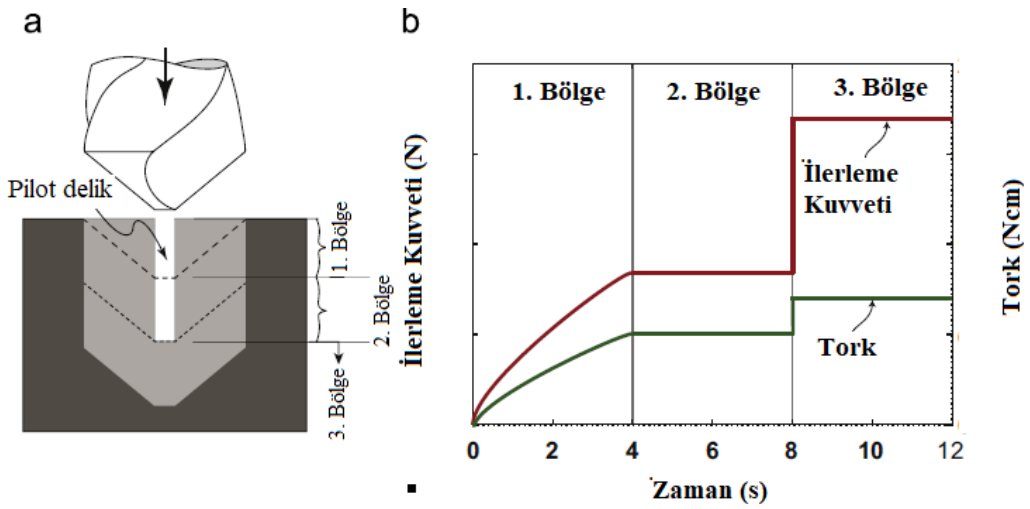 a
Pilot delik
1. Bölge
2. Bölge
3. Bölge
b
İlerleme Kuvveti (N)
1. Bölge
2. Bölge
3. Bölge
İlerleme
Kuvveti
Tork
Tork (Ncm)
0
2
4
6
8
10
12
Zaman (s)